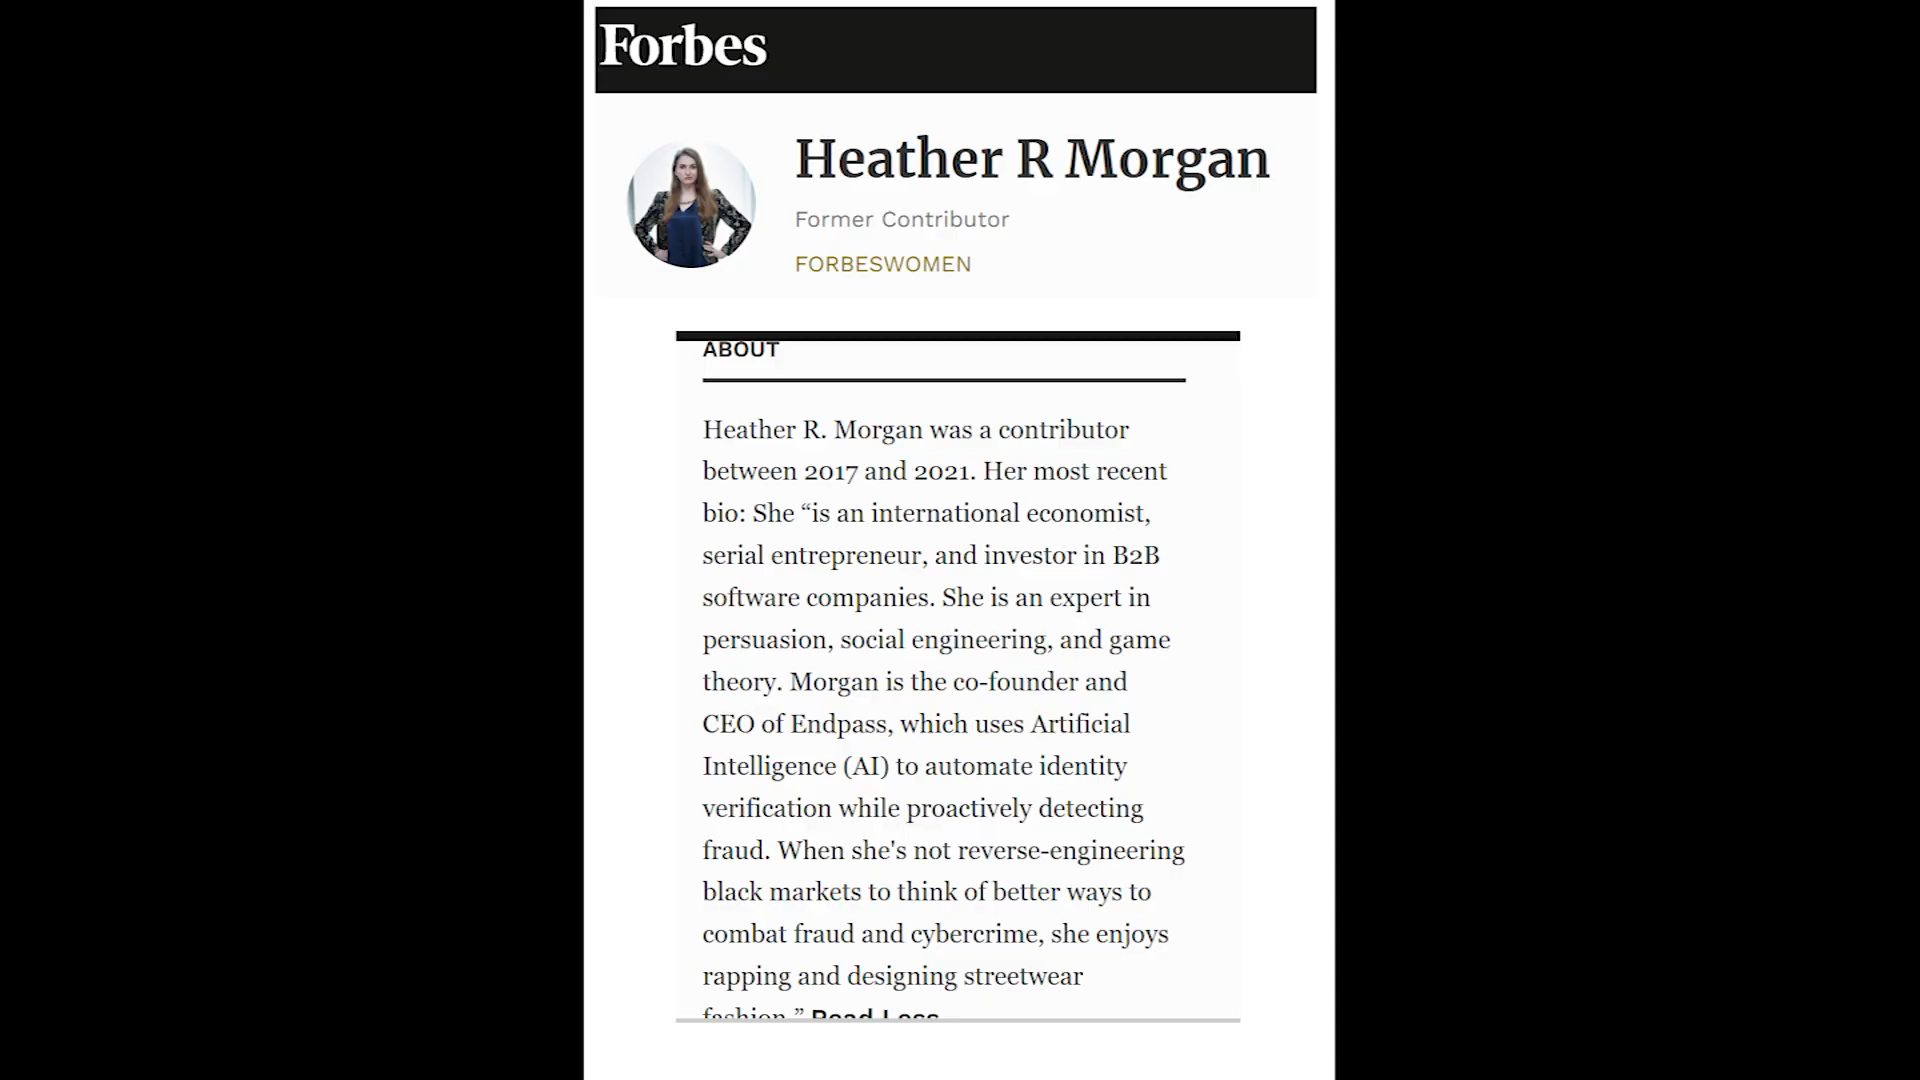 Forbes
Heather R Morgan
Former Contributor
FORBESWOMEN
ABOUT
Heather R. Morgan was a contributor
between 2017 and 2021. Her most recent
bio: She “is an international economist,
serial entrepreneur, and investor in B2B
software companies. She is an expert in
persuasion, social engineering, and game
theory. Morgan is the co-founder and
CEO of Endpass, which uses Artificial
Intelligence (AI) to automate identity
verification while proactively detecting
fraud. When she's not reverse-engineering
black markets to think of better ways to
combat fraud and cybercrime, she enjoys
rapping and designing streetwear
fashion.” Read Less